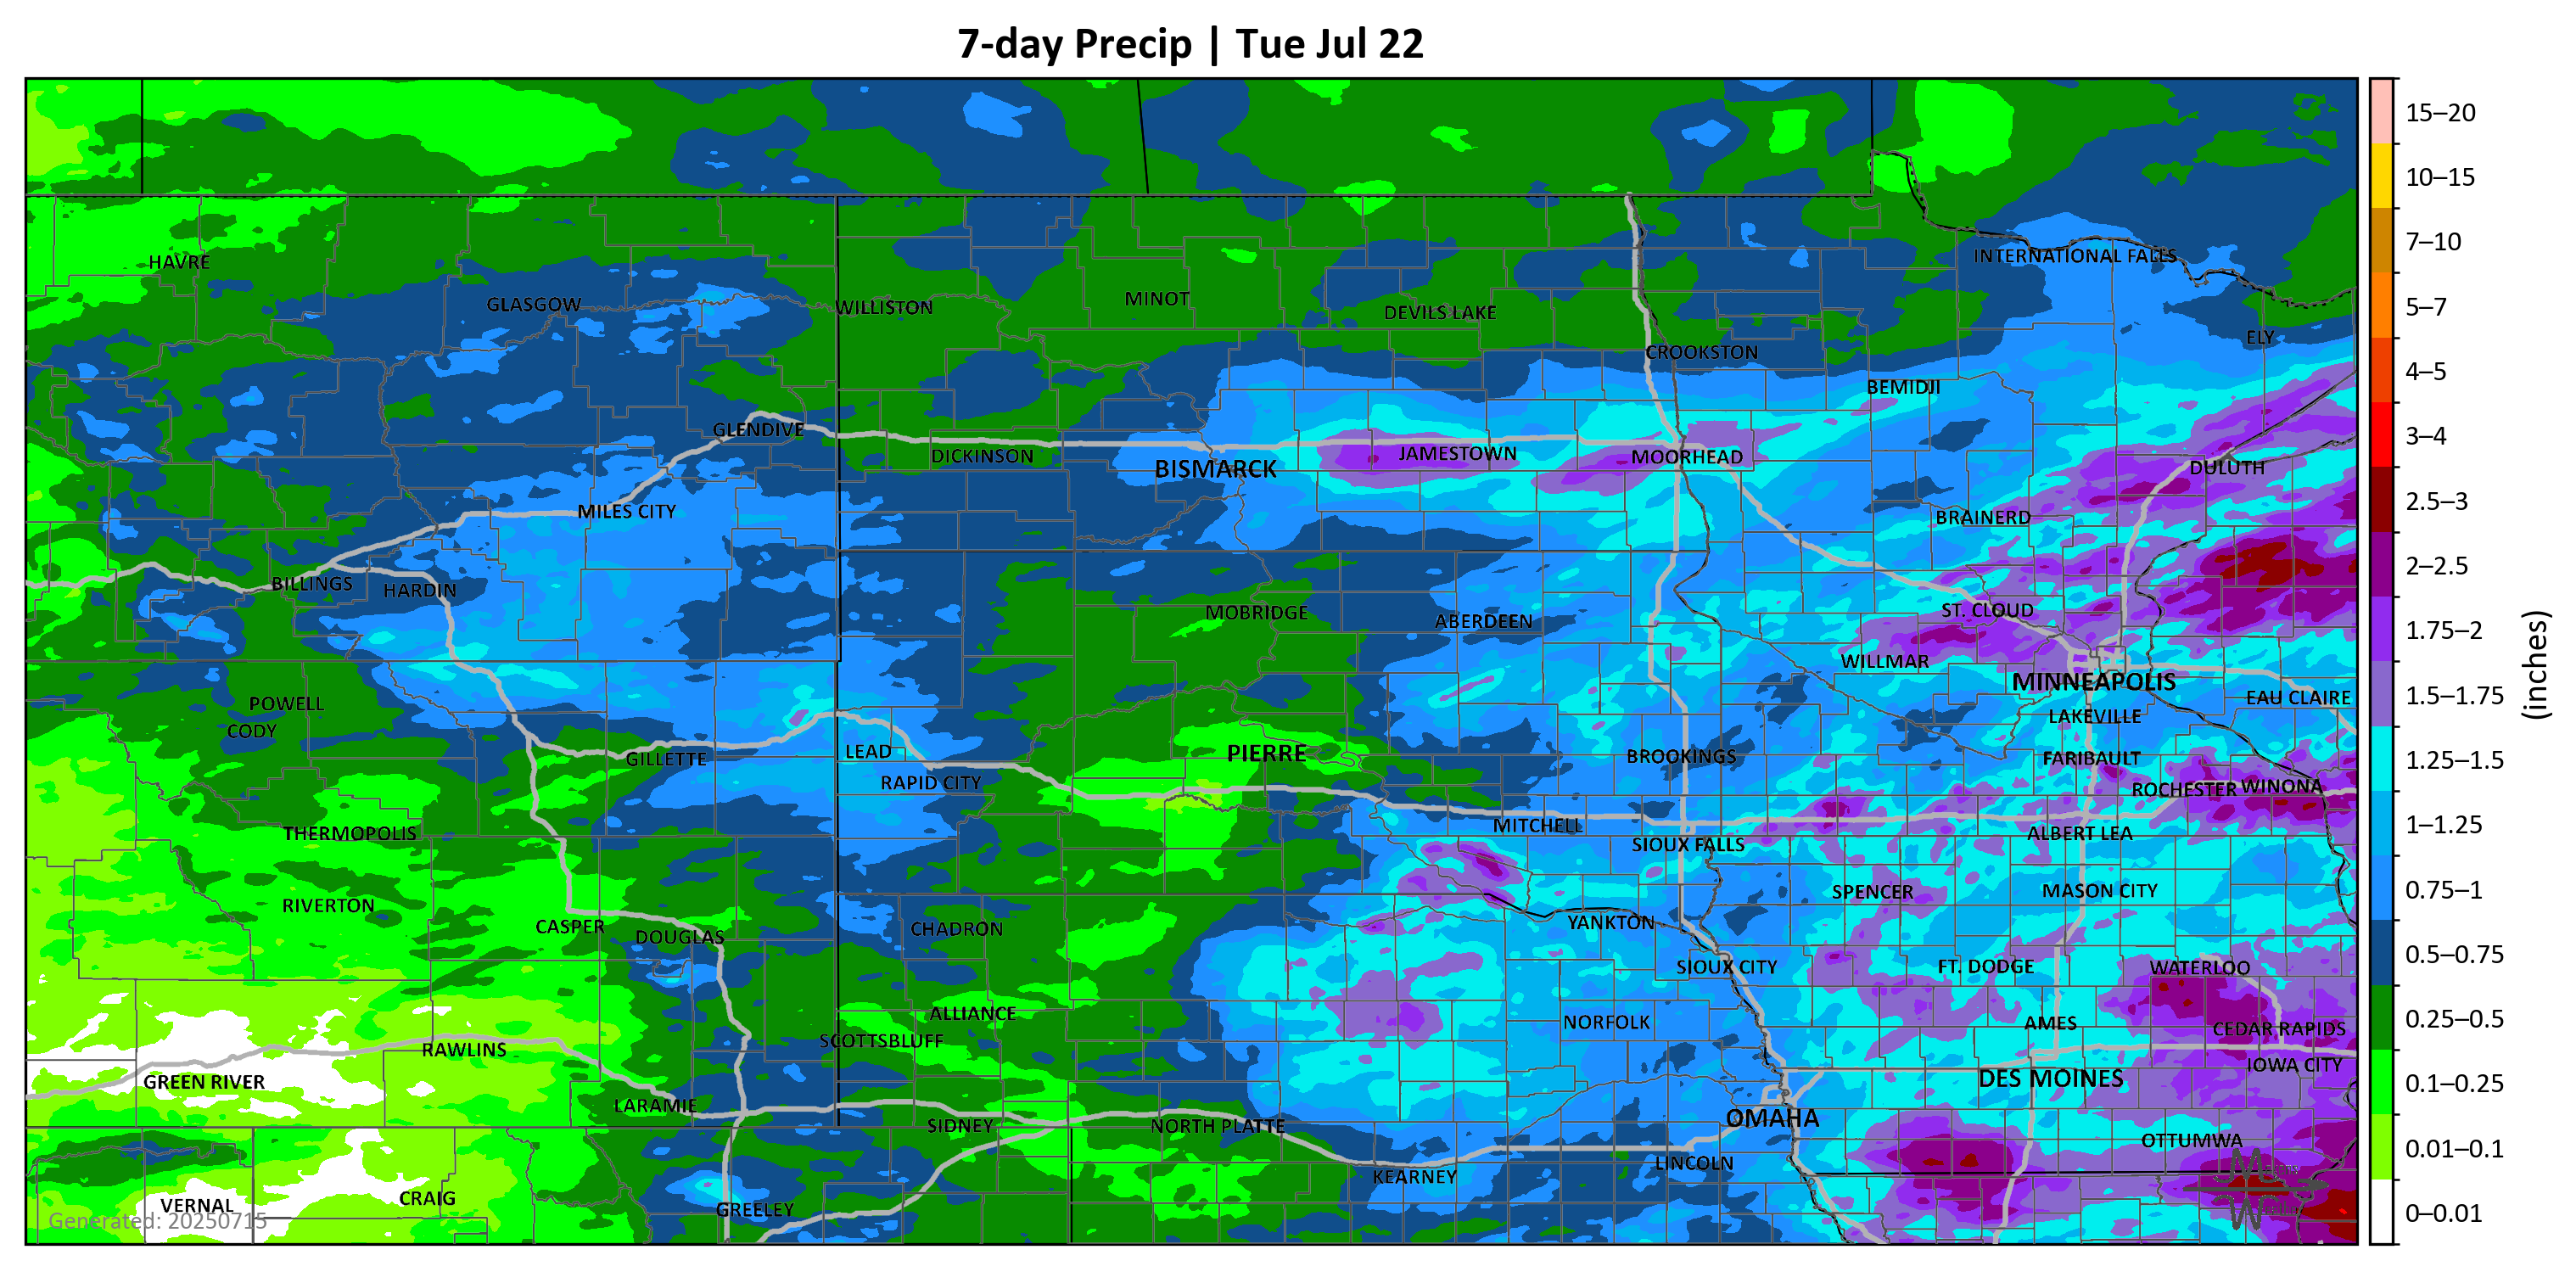 7-day Precip | Tue Jul 22
HAVRE
INTERNATIONAL FALLS
GLASGOW
WILLISTON
MINOT
DEVILS LAKE
ELY
CROOKSTON
BEMIDJI
GLENDIVE
DICKINSON
BISMARCK
JAMESTOWN
MOORHEAD
DULUTH
MILES CITY
BRAINERD
BILLINGS
HARDIN
MOBRIDGE
ABERDEEN
ST. CLOUD
WILLMAR
MINNEAPOLIS
EAU CLAIRE
POWELL
CODY
LAKEVILLE
GILLETTE
LEAD
PIERRE
BROOKINGS
FARIBAULT
RAPID CITY
ROCHESTER
WINONA
THERMOPOLIS
MITCHELL
SIOUX FALLS
ALBERT LEA
RIVERTON
SPENCER
MASON CITY
CASPER
DOUGLAS
CHADRON
YANKTON
SIOUX CITY
FT. DODGE
WATERLOO
ALLIANCE
SCOTTSBLUFF
NORFOLK
AMES
CEDAR RAPIDS
RAWLINS
GREEN RIVER
IOWA CITY
DES MOINES
LARAMIE
SIDNEY
NORTH PLATTE
OMAHA
OTTUMWA
LINCOLN
KEARNEY
VERNAL
CRAIG
GREELEY
Generated: 20250715
15–20
10–15
7–10
5–7
4–5
3–4
2.5–3
2–2.5
1.75–2
1.5–1.75
1.25–1.5
1–1.25
0.75–1
0.5–0.75
0.25–0.5
0.1–0.25
0.01–0.1
0–0.01
(inches)